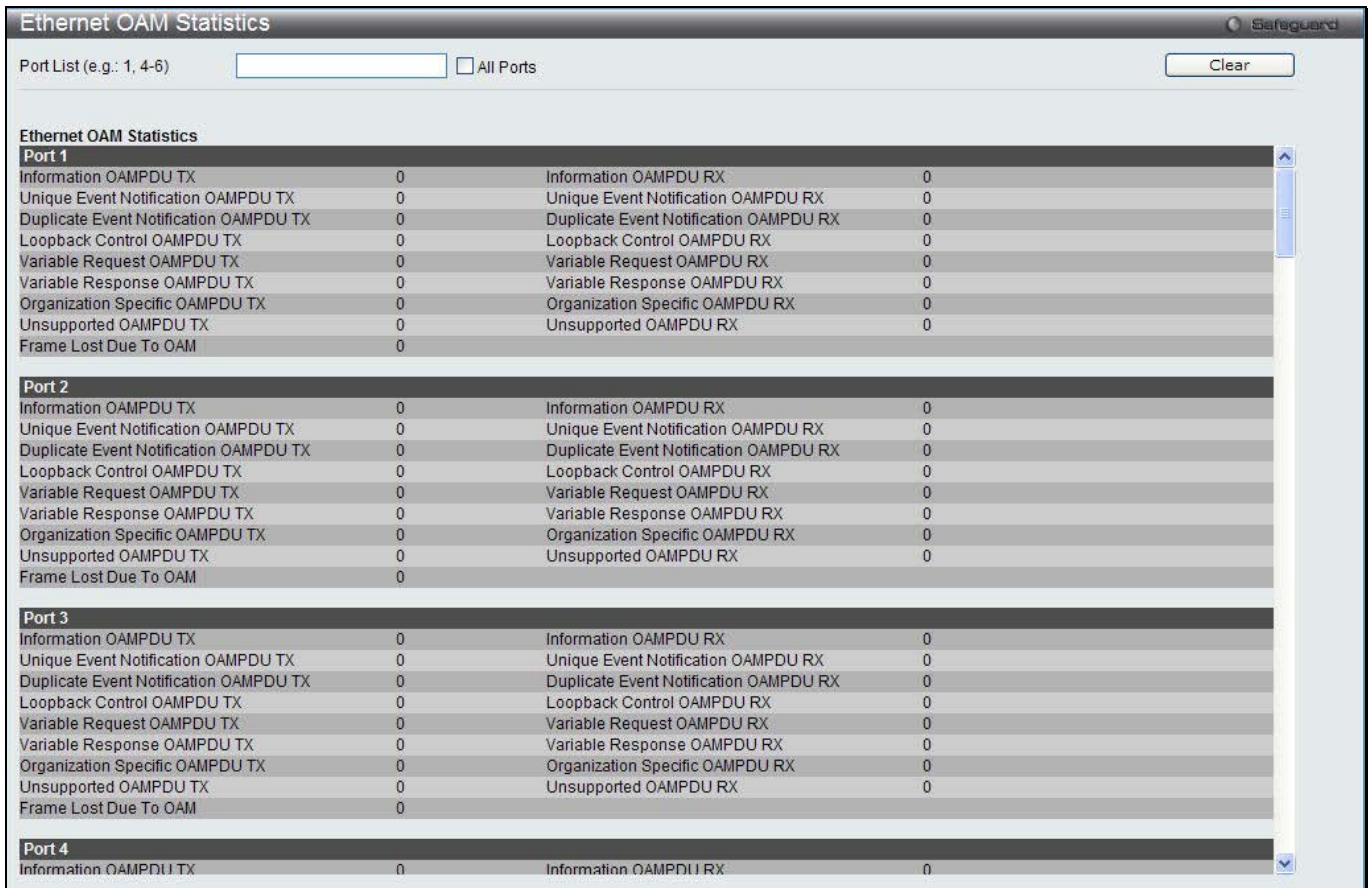 Ethernet OAM Statistics
Safeguard
Port List (e.g.: 1, 4-6) All Ports Clear
Ethernet OAM Statistics
Port 1
Information OAMPDU TX 0 Information OAMPDU RX 0
Unique Event Notification OAMPDU TX 0 Unique Event Notification OAMPDU RX 0
Duplicate Event Notification OAMPDU TX 0 Duplicate Event Notification OAMPDU RX 0
Loopback Control OAMPDU TX 0 Loopback Control OAMPDU RX 0
Variable Request OAMPDU TX 0 Variable Request OAMPDU RX 0
Variable Response OAMPDU TX 0 Variable Response OAMPDU RX 0
Organization Specific OAMPDU TX 0 Organization Specific OAMPDU RX 0
Unsupported OAMPDU TX 0 Unsupported OAMPDU RX 0
Frame Lost Due To OAM 0
Port 2
Information OAMPDU TX 0 Information OAMPDU RX 0
Unique Event Notification OAMPDU TX 0 Unique Event Notification OAMPDU RX 0
Duplicate Event Notification OAMPDU TX 0 Duplicate Event Notification OAMPDU RX 0
Loopback Control OAMPDU TX 0 Loopback Control OAMPDU RX 0
Variable Request OAMPDU TX 0 Variable Request OAMPDU RX 0
Variable Response OAMPDU TX 0 Variable Response OAMPDU RX 0
Organization Specific OAMPDU TX 0 Organization Specific OAMPDU RX 0
Unsupported OAMPDU TX 0 Unsupported OAMPDU RX 0
Frame Lost Due To OAM 0
Port 3
Information OAMPDU TX 0 Information OAMPDU RX 0
Unique Event Notification OAMPDU TX 0 Unique Event Notification OAMPDU RX 0
Duplicate Event Notification OAMPDU TX 0 Duplicate Event Notification OAMPDU RX 0
Loopback Control OAMPDU TX 0 Loopback Control OAMPDU RX 0
Variable Request OAMPDU TX 0 Variable Request OAMPDU RX 0
Variable Response OAMPDU TX 0 Variable Response OAMPDU RX 0
Organization Specific OAMPDU TX 0 Organization Specific OAMPDU RX 0
Unsupported OAMPDU TX 0 Unsupported OAMPDU RX 0
Frame Lost Due To OAM 0
Port 4
Information OAMPDU TX 0 Information OAMPDU RX 0